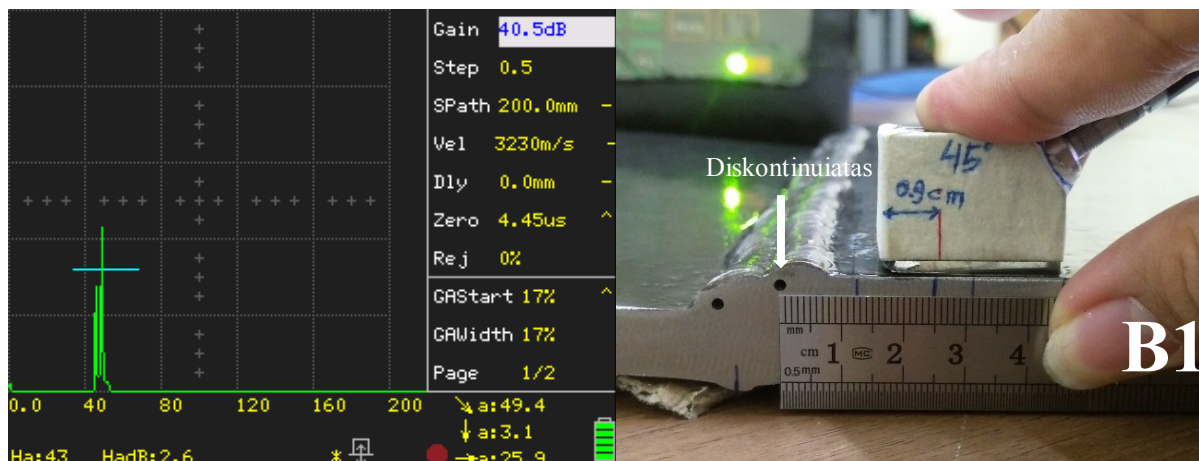 Gain 40.5dB
Step 0.5
SPath 200.0mm -
Vel 3230m/s -
Dly 0.0mm -
Zero 4.45us ^
Rej 0%
GAStart 17% ^
GAWidth 17%
Page 1/2
0.0 40 80 120 160 200
↘a:49.4
↓a:3.1
→a:25.9
Ha:43 HadB:2.6 *
Diskontinuiatas
45°
0.9cm
mm
cm 1 MC 2 3 4
0.5mm
B1